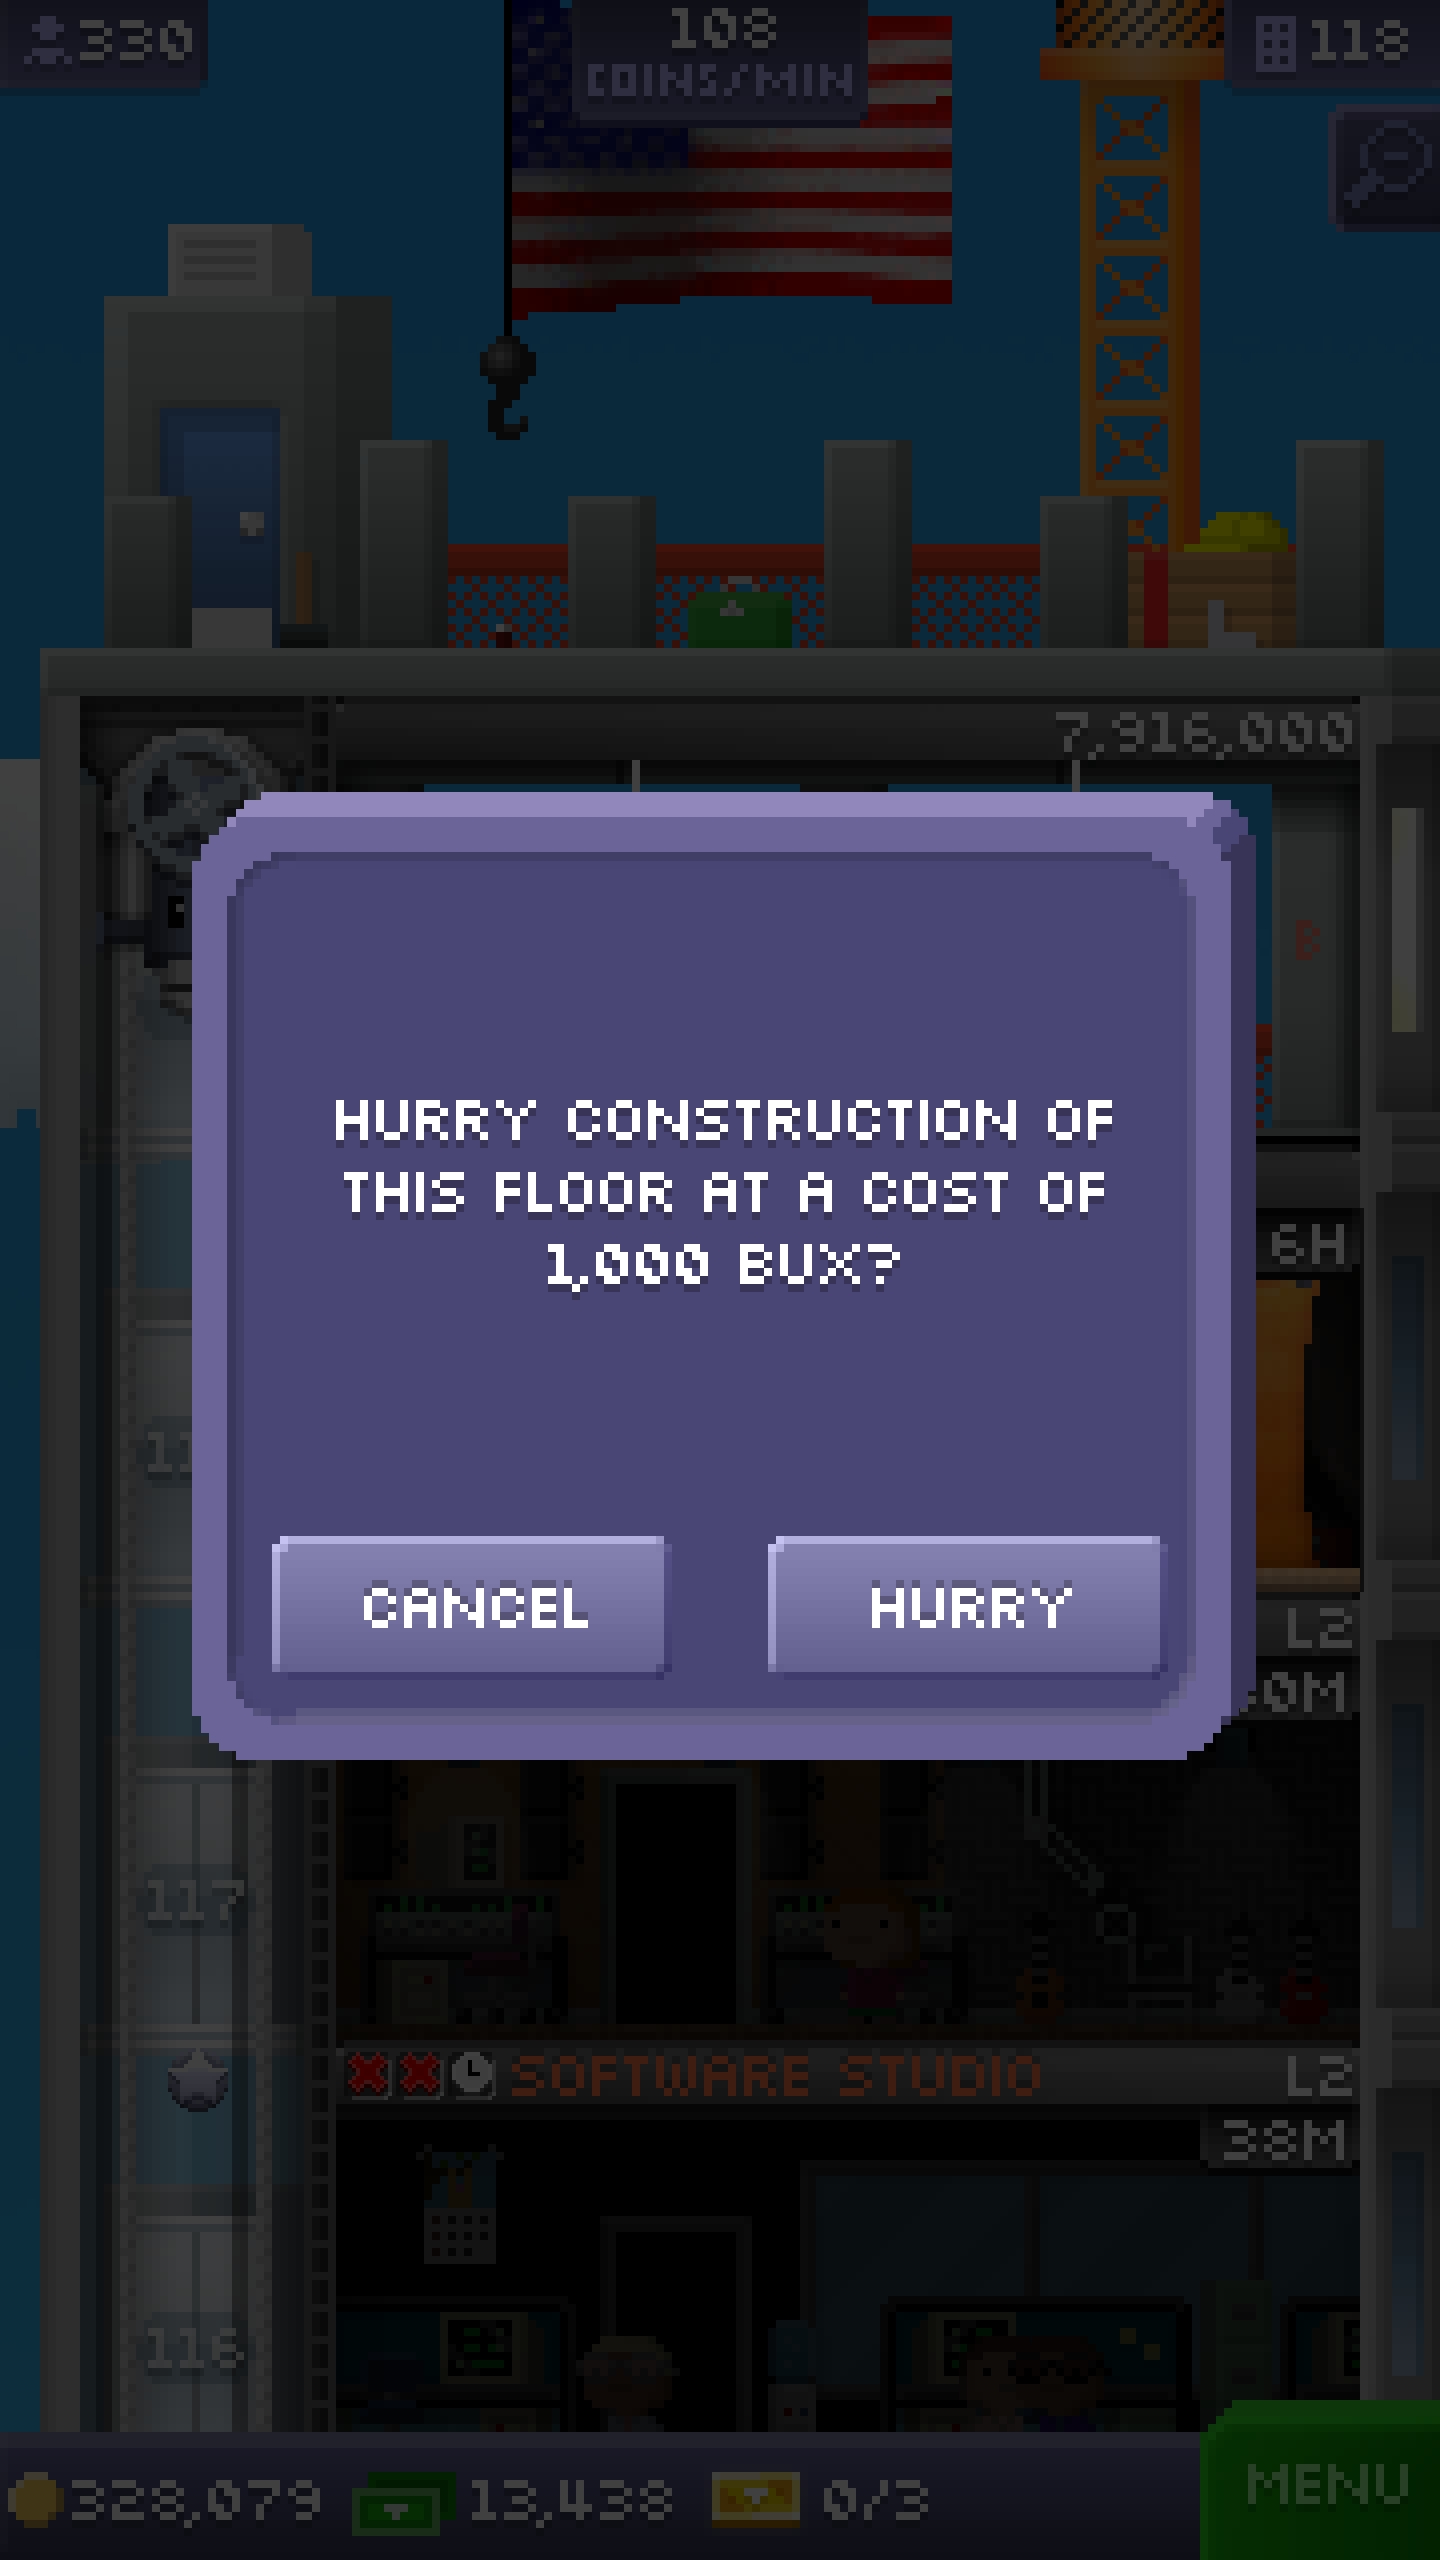 330
108
COINS/MIN
118
7,916,000
B
HURRY CONSTRUCTION OF
THIS FLOOR AT A COST OF
1,000 BUX?
6H
CANCEL
HURRY
L2
0M
117
SOFTWARE STUDIO
L2
38M
116
328,079
13,438
0/3
MENU